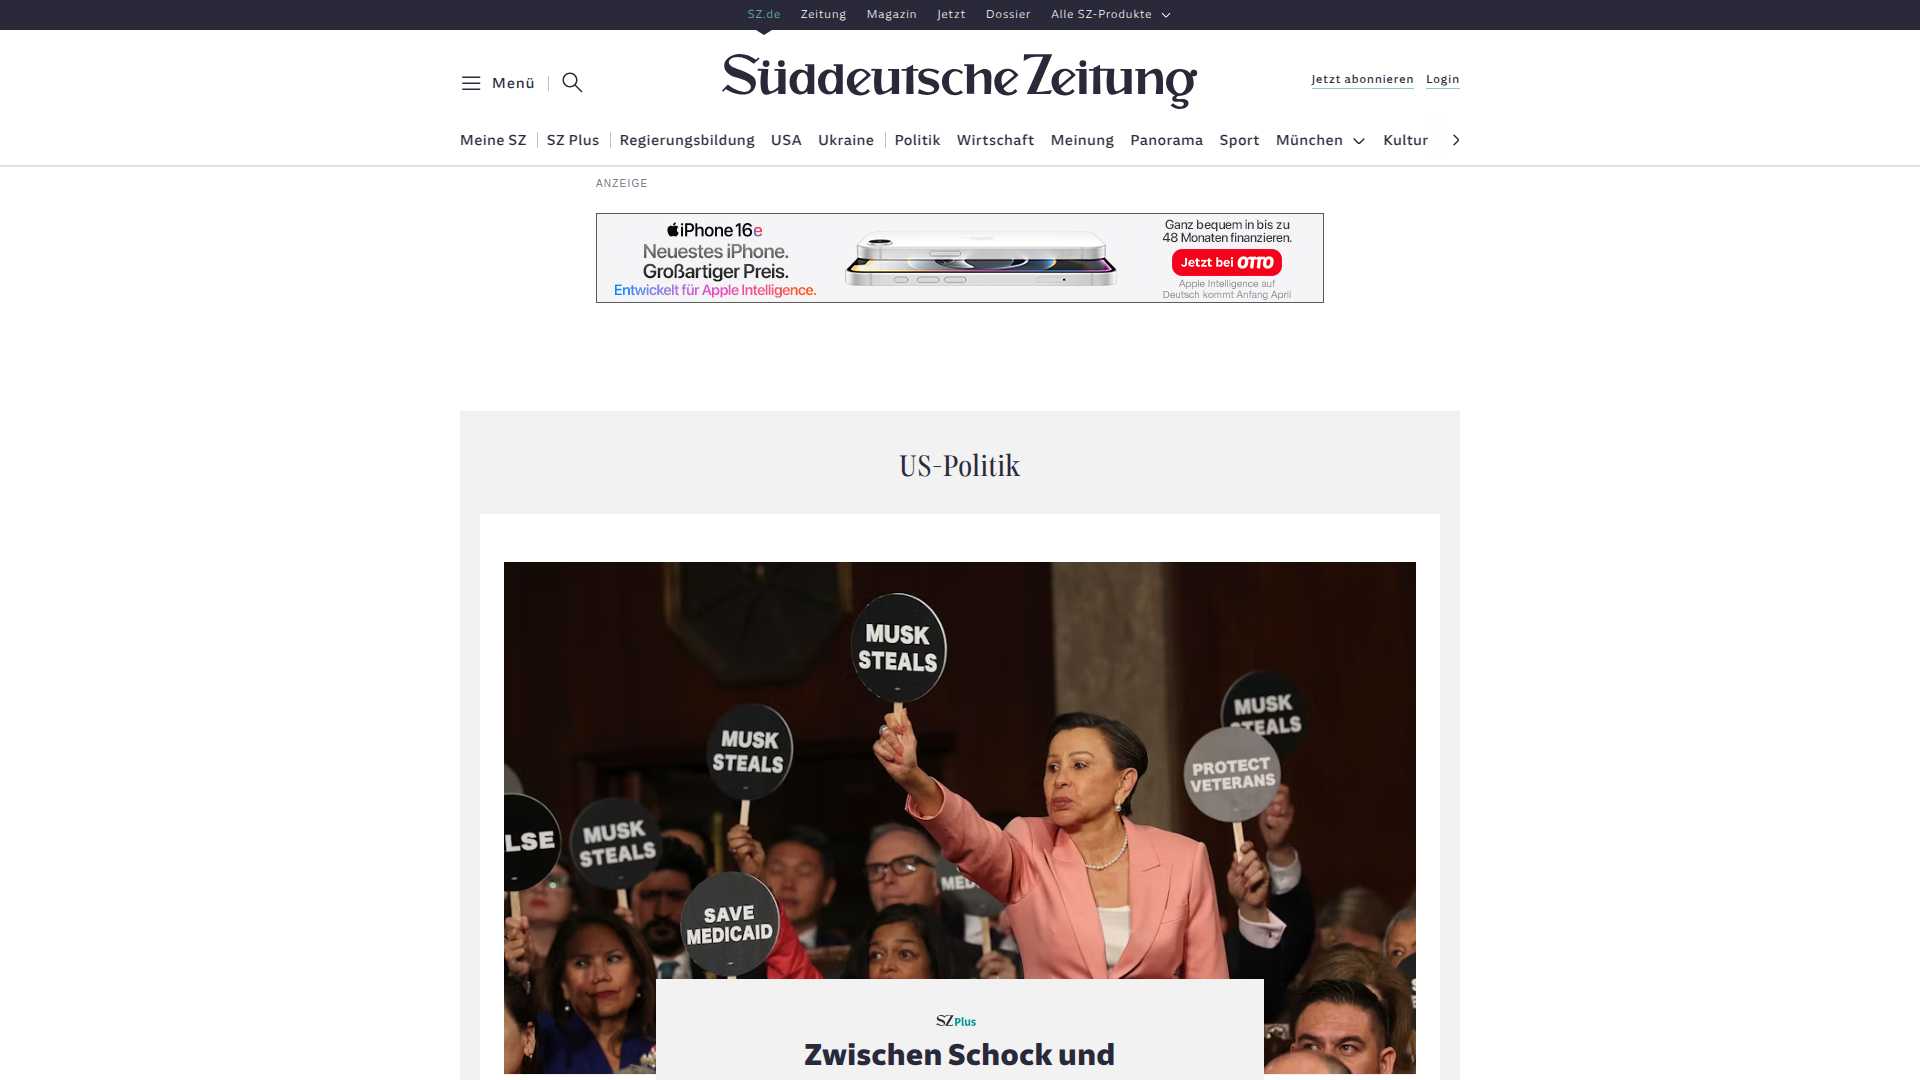 SZ.de Zeitung Magazin Jetzt Dossier Alle SZ-Produkte
Menü
Süddeutsche Zeitung
Jetzt abonnieren Login
Meine SZ SZ Plus Regierungsbildung USA Ukraine Politik Wirtschaft Meinung Panorama Sport München Kultur
ANZEIGE
iPhone 16e
Neuestes iPhone.
Großartiger Preis.
Entwickelt für Apple Intelligence.
Ganz bequem in bis zu
48 Monaten finanzieren.
Jetzt bei OTTO
Apple Intelligence auf
Deutsch kommt Anfang April
US-Politik
MUSK
STEALS
MUSK
STEALS
MUSK
STEALS
PROTECT
VETERANS
LSE
MUSK
STEALS
MED
SAVE
MEDICAID
SZ Plus
Zwischen Schock und